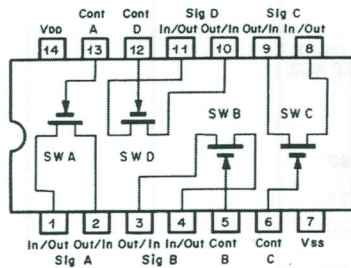 Cont Cont Sig D Sig C
VDD A D In/Out Out/In Out/In In/Out
14 13 12 11 10 9 8
SW B
SW A SW D SW C
1 2 3 4 5 6 7
In/Out Out/In Out/In In/Out Cont Cont Vss
Sig A Sig B B C